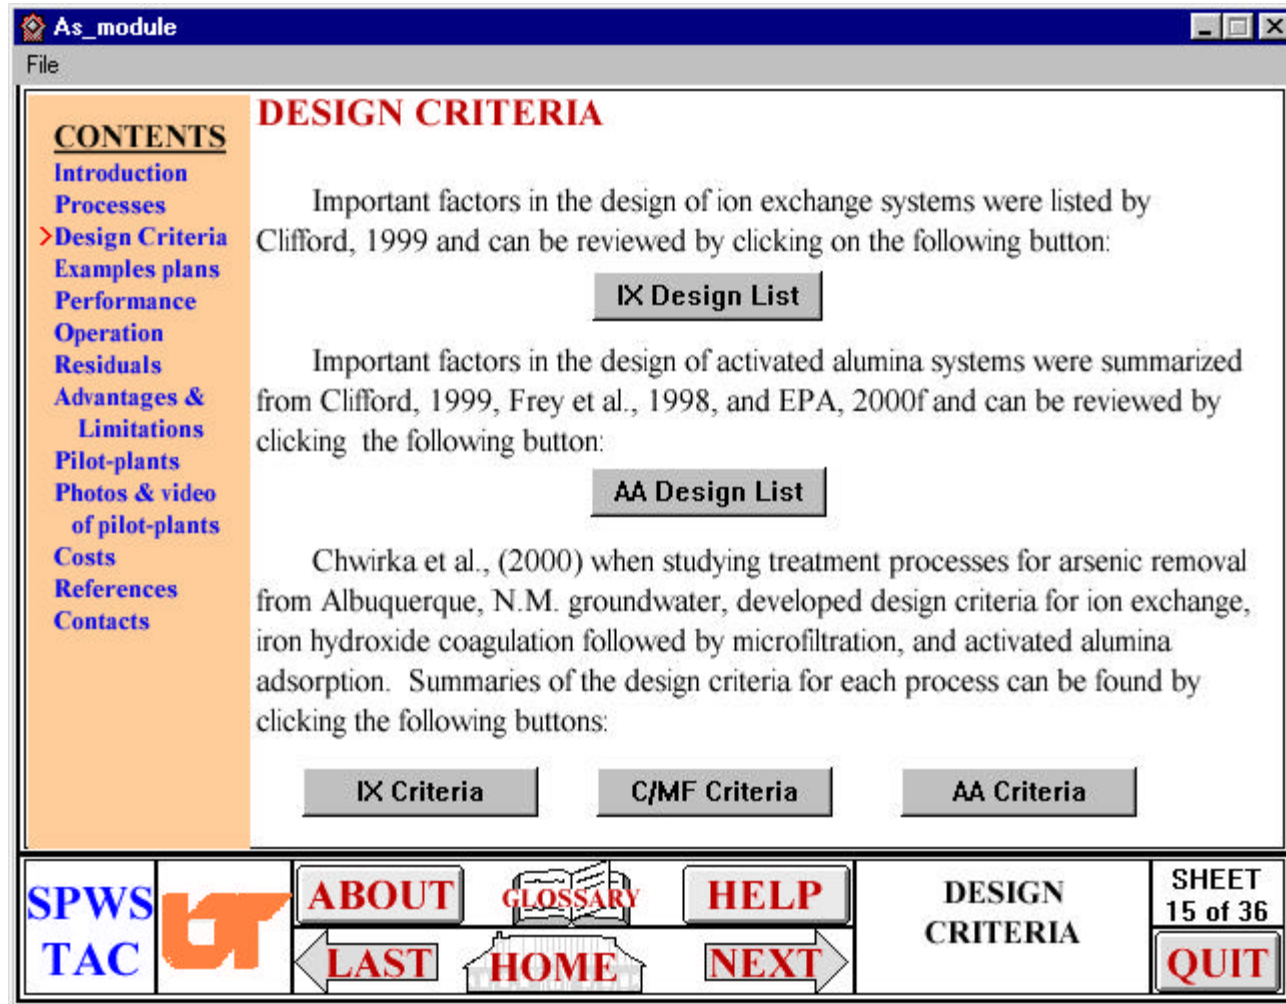 As_module
File
CONTENTS
Introduction
Processes
>Design Criteria
Examples plans
Performance
Operation
Residuals
Advantages &
Limitations
Pilot-plants
Photos & video
of pilot-plants
Costs
References
Contacts
DESIGN CRITERIA
Important factors in the design of ion exchange systems were listed by
Clifford, 1999 and can be reviewed by clicking on the following button:
IX Design List
Important factors in the design of activated alumina systems were summarized
from Clifford, 1999, Frey et al., 1998, and EPA, 2000f and can be reviewed by
clicking the following button:
AA Design List
Chwirka et al., (2000) when studying treatment processes for arsenic removal
from Albuquerque, N.M. groundwater, developed design criteria for ion exchange,
iron hydroxide coagulation followed by microfiltration, and activated alumina
adsorption. Summaries of the design criteria for each process can be found by
clicking the following buttons:
IX Criteria
C/MF Criteria
AA Criteria
SPWS
TAC
UT
ABOUT
GLOSSARY
HELP
LAST
HOME
NEXT
DESIGN
CRITERIA
SHEET
15 of 36
QUIT